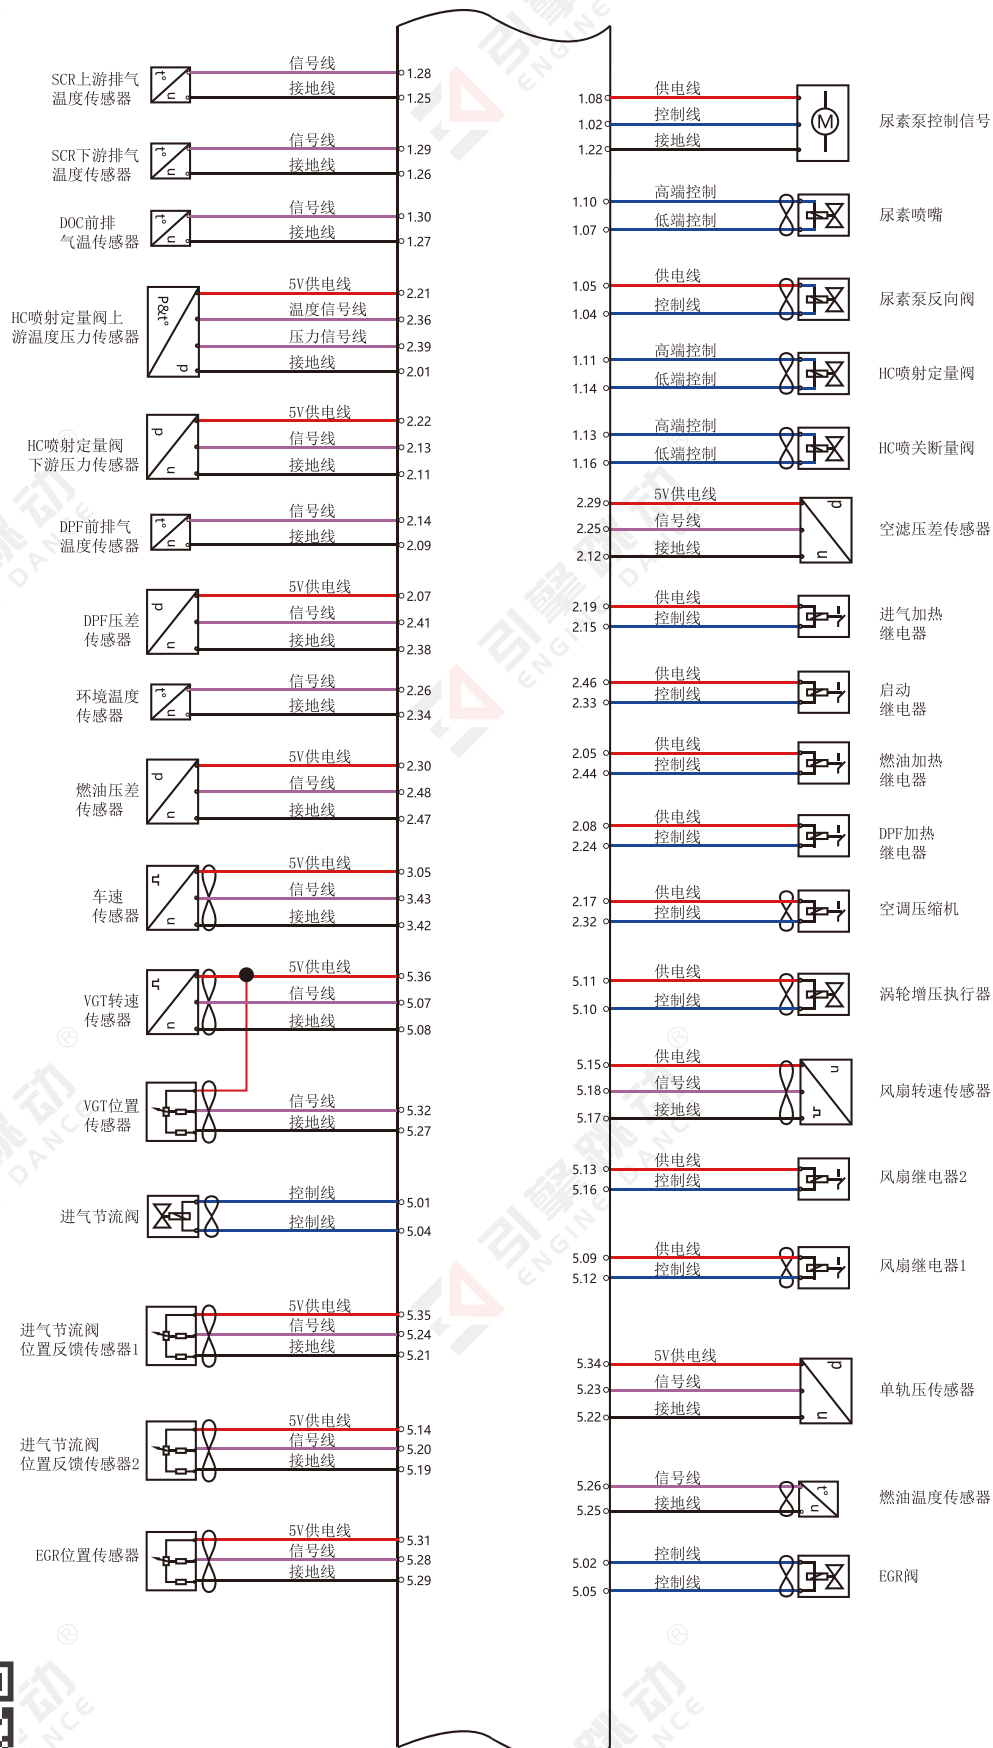 SCR上游排气
温度传感器
t°
u
信号线
1.28
接地线
1.25
SCR下游排气
温度传感器
t°
u
信号线
1.29
接地线
1.26
DOC前排
气温传感器
t°
u
信号线
1.30
接地线
1.27
HC喷射定量阀上
游温度压力传感器
P&t°
p
5V供电线
2.21
温度信号线
2.36
压力信号线
2.39
接地线
2.01
HC喷射定量阀
下游压力传感器
p
u
5V供电线
2.22
信号线
2.13
接地线
2.11
DPF前排气
温度传感器
t°
u
信号线
2.14
接地线
2.09
DPF压差
传感器
p
u
5V供电线
2.07
信号线
2.41
接地线
2.38
环境温度
传感器
t°
u
信号线
2.26
接地线
2.34
燃油压差
传感器
p
u
5V供电线
2.30
信号线
2.48
接地线
2.47
车速
传感器
u
5V供电线
3.05
信号线
3.43
接地线
3.42
VGT转速
传感器
u
5V供电线
5.36
信号线
5.07
接地线
5.08
VGT位置
传感器
信号线
5.32
接地线
5.27
进气节流阀
控制线
5.01
控制线
5.04
进气节流阀
位置反馈传感器1
5V供电线
5.35
信号线
5.24
接地线
5.21
进气节流阀
位置反馈传感器2
5V供电线
5.14
信号线
5.20
接地线
5.19
EGR位置传感器
5V供电线
5.31
信号线
5.28
接地线
5.29
1.08
供电线
1.02
控制线
1.22
接地线
M
尿素泵控制信号
1.10
高端控制
1.07
低端控制
尿素喷嘴
1.05
供电线
1.04
控制线
尿素泵反向阀
1.11
高端控制
1.14
低端控制
HC喷射定量阀
1.13
高端控制
1.16
低端控制
HC喷关断量阀
2.29
5V供电线
2.25
信号线
2.12
接地线
p
u
空滤压差传感器
2.19
供电线
2.15
控制线
进气加热
继电器
2.46
供电线
2.33
控制线
启动
继电器
2.05
供电线
2.44
控制线
燃油加热
继电器
2.08
供电线
2.24
控制线
DPF加热
继电器
2.17
供电线
2.32
控制线
空调压缩机
5.11
供电线
5.10
控制线
涡轮增压执行器
5.15
供电线
5.18
信号线
5.17
接地线
u
风扇转速传感器
5.13
供电线
5.16
控制线
风扇继电器2
5.09
供电线
5.12
控制线
风扇继电器1
5.34
5V供电线
5.23
信号线
5.22
接地线
p
u
单轨压传感器
5.26
信号线
5.25
接地线
t°
u
燃油温度传感器
5.02
控制线
5.05
控制线
EGR阀
引擎跳动
ENGINE DANCE
®